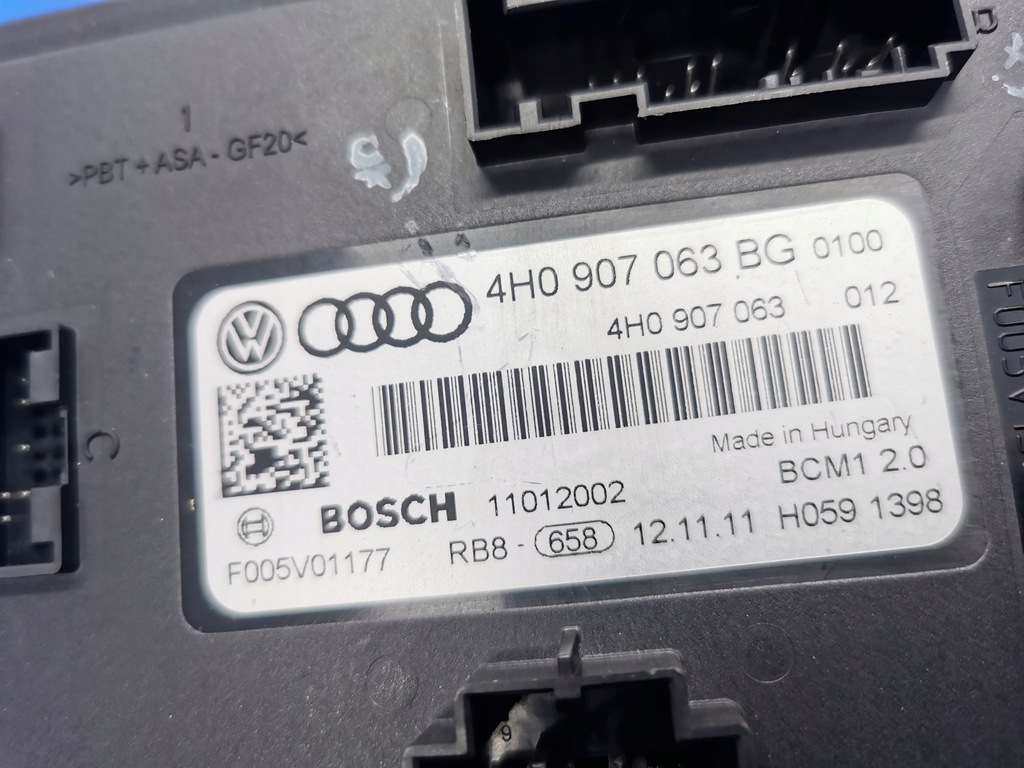 1
>PBT + ASA - GF20<
4H0 907 063 BG 0100
4H0 907 063 012
Made in Hungary
BCM1 2.0
BOSCH 11012002
RB8 - 658 12.11.11 H059 1398
F005V01177
C
9